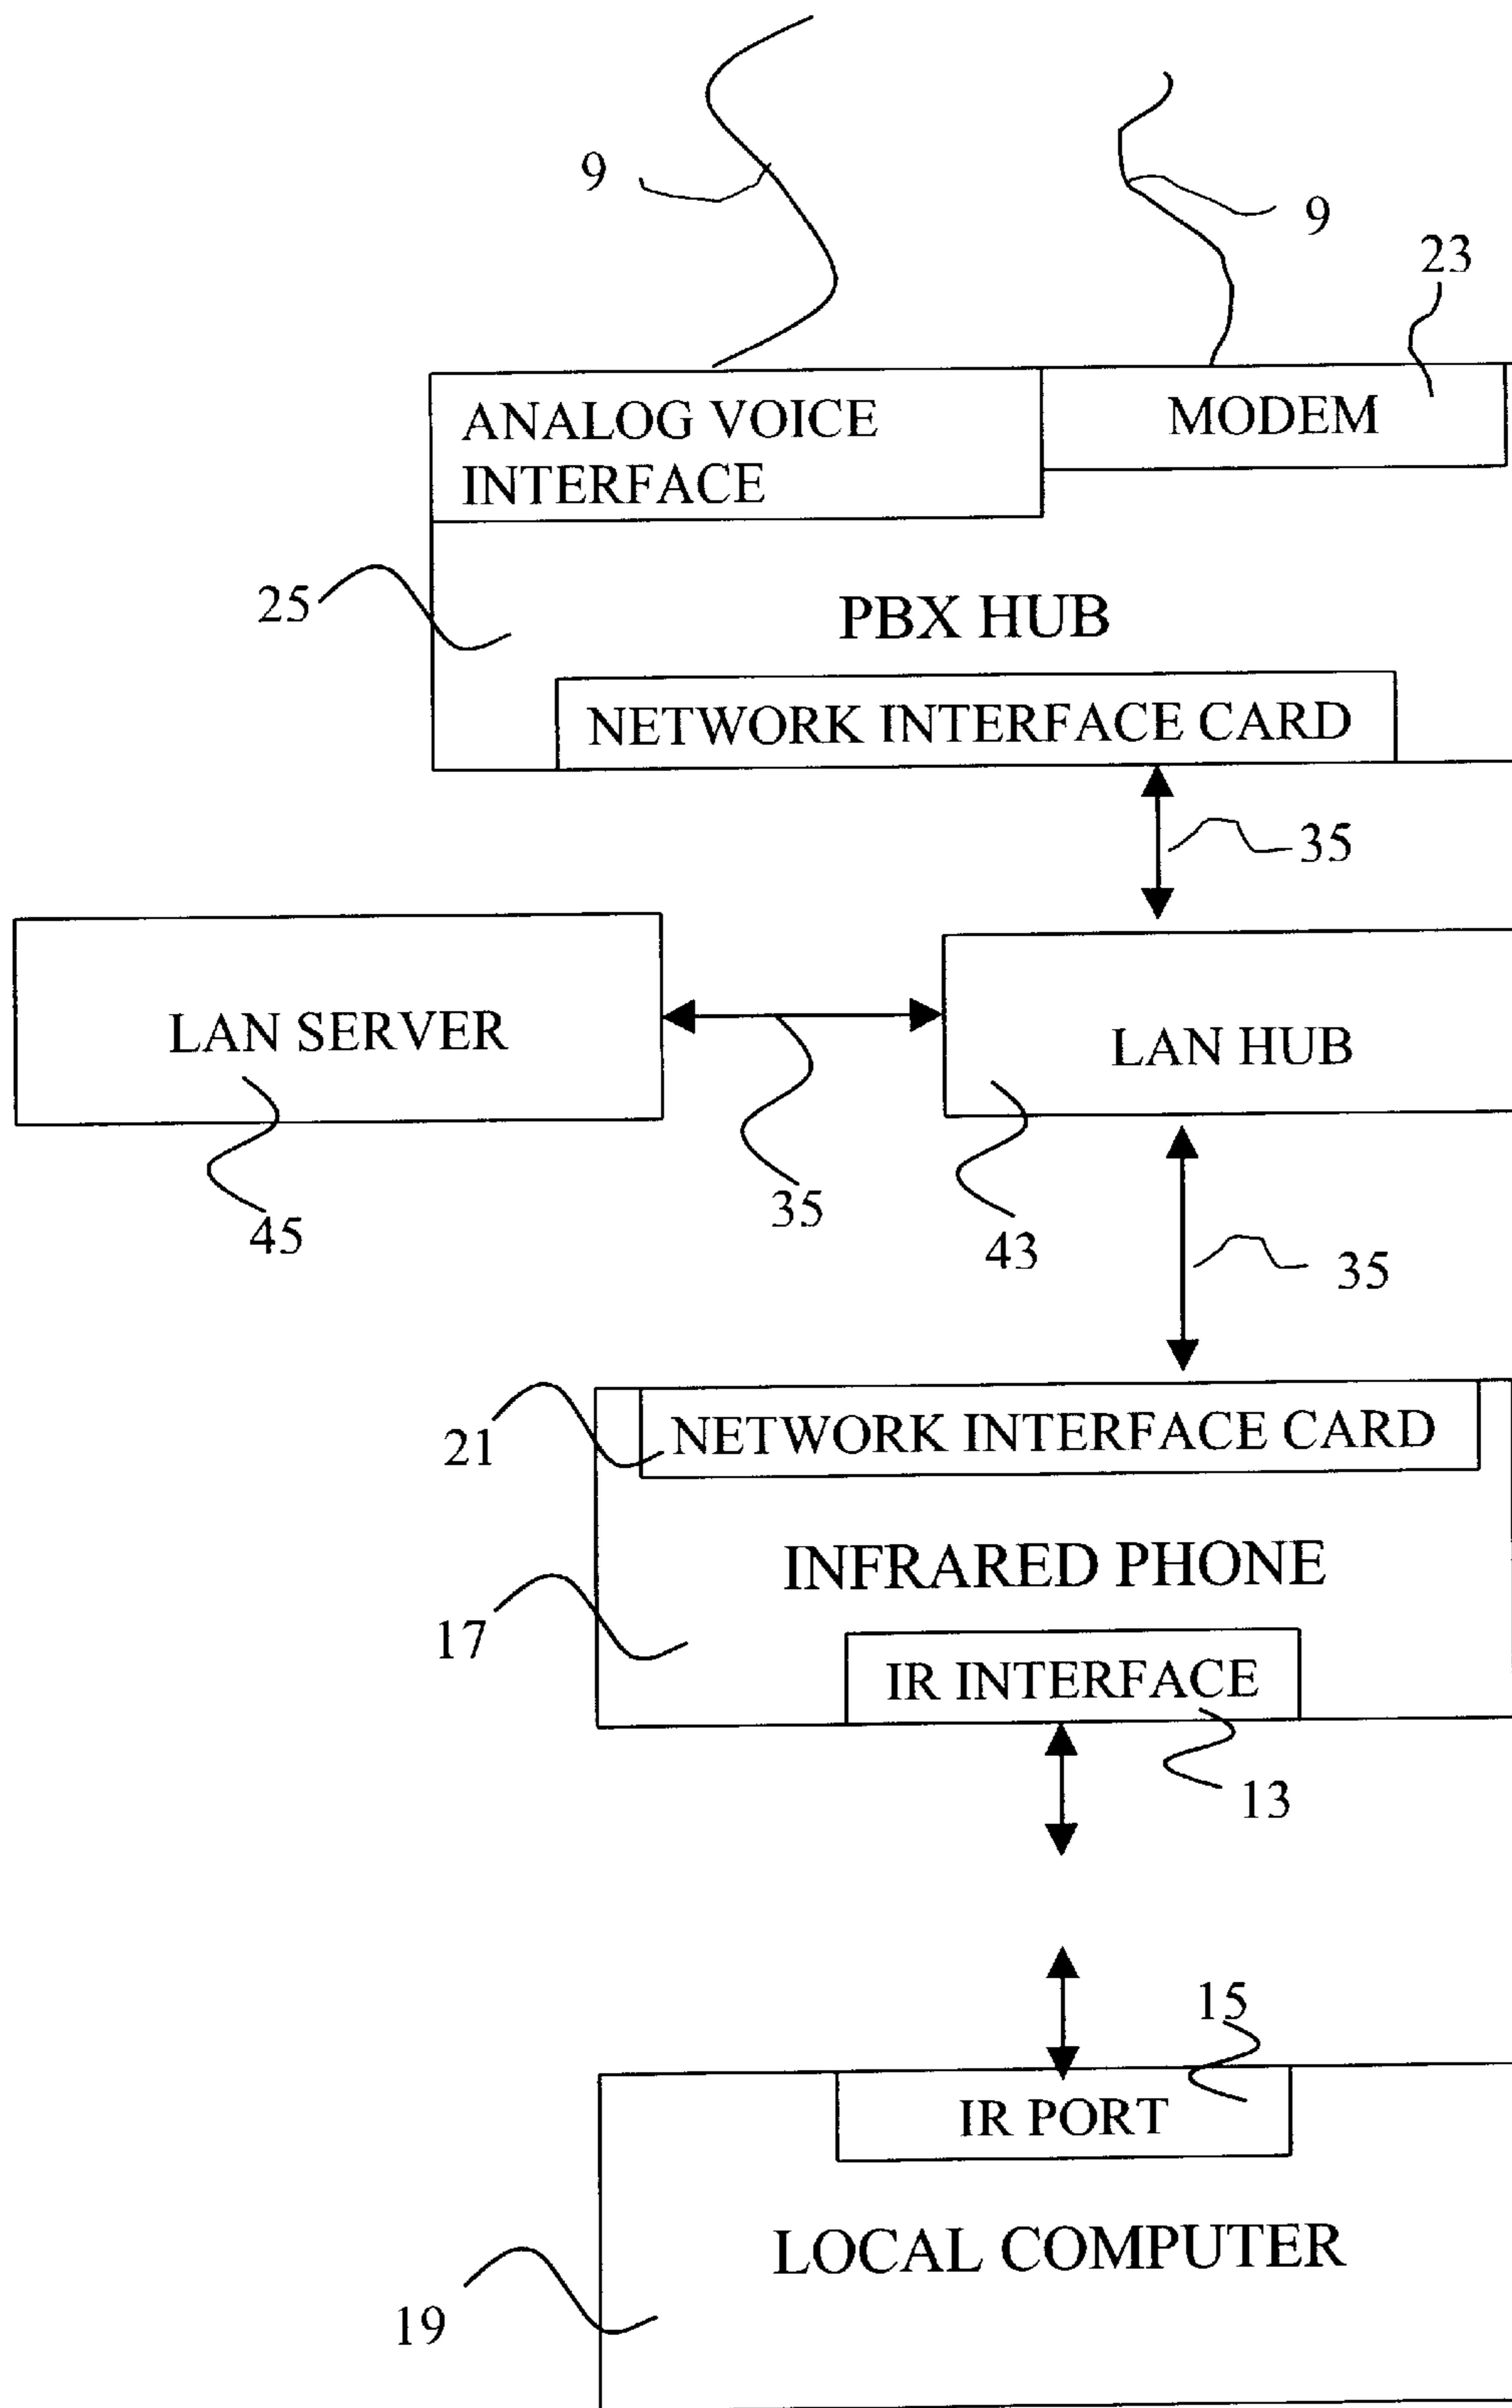 9
9
23
ANALOG VOICE
INTERFACE
MODEM
25
PBX HUB
NETWORK INTERFACE CARD
35
LAN SERVER
LAN HUB
35
45
43
35
21
NETWORK INTERFACE CARD
INFRARED PHONE
17
IR INTERFACE
13
15
IR PORT
LOCAL COMPUTER
19